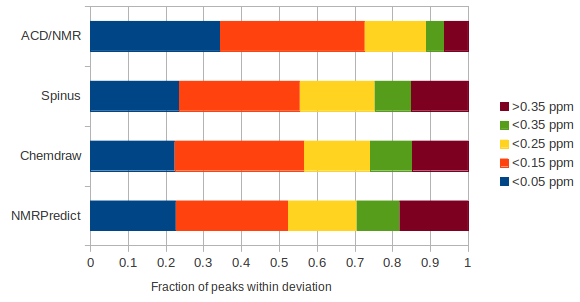 ACD/NMR
Spinus
Chemdraw
NMRPredict
>0.35 ppm
<0.35 ppm
<0.25 ppm
<0.15 ppm
<0.05 ppm
0 0.1 0.2 0.3 0.4 0.5 0.6 0.7 0.8 0.9 1
Fraction of peaks within deviation